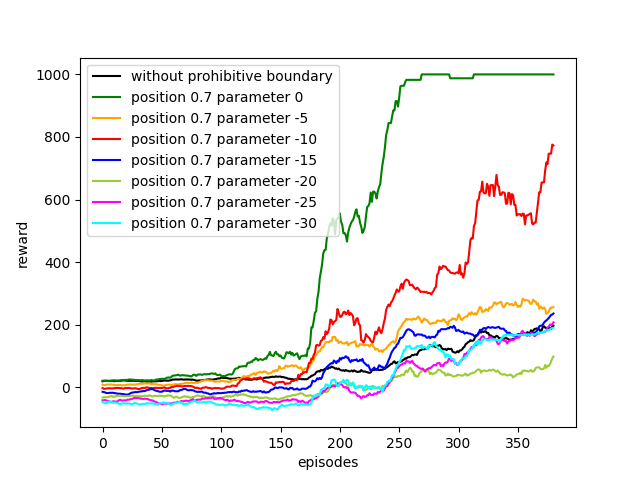 1000
800
600
400
200
0
reward
without prohibitive boundary
position 0.7 parameter 0
position 0.7 parameter -5
position 0.7 parameter -10
position 0.7 parameter -15
position 0.7 parameter -20
position 0.7 parameter -25
position 0.7 parameter -30
0 50 100 150 200 250 300 350
episodes